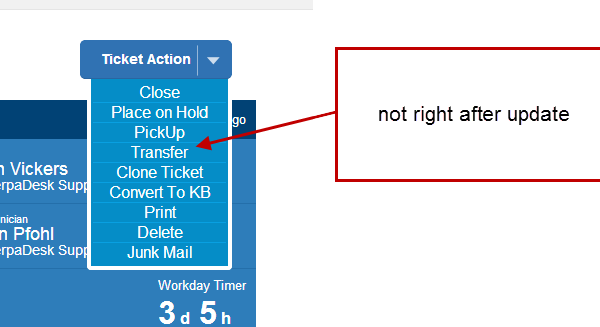 Ticket Action
Close
Place on Hold
go
PickUp
Transfer
Clone Ticket
Convert To KB
Print
Delete
Junk Mail
not right after update
n Vickers
erpaDesk Supp
nician
n Pfohl
erpaDesk Supp
Workday Timer
3 d 5 h